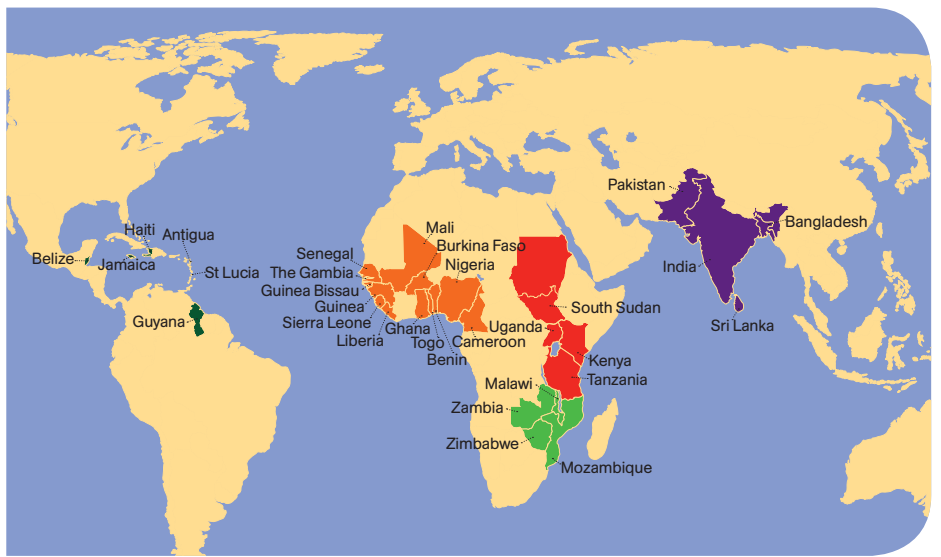 Haiti
Antigua
Belize
Jamaica
St Lucia
Guyana
Mali
Burkina Faso
Nigeria
Senegal
The Gambia
Guinea Bissau
Guinea
Sierra Leone
Liberia
Ghana
Togo
Benin
Cameroon
Uganda
South Sudan
Kenya
Tanzania
Malawi
Zambia
Zimbabwe
Mozambique
Pakistan
Bangladesh
India
Sri Lanka